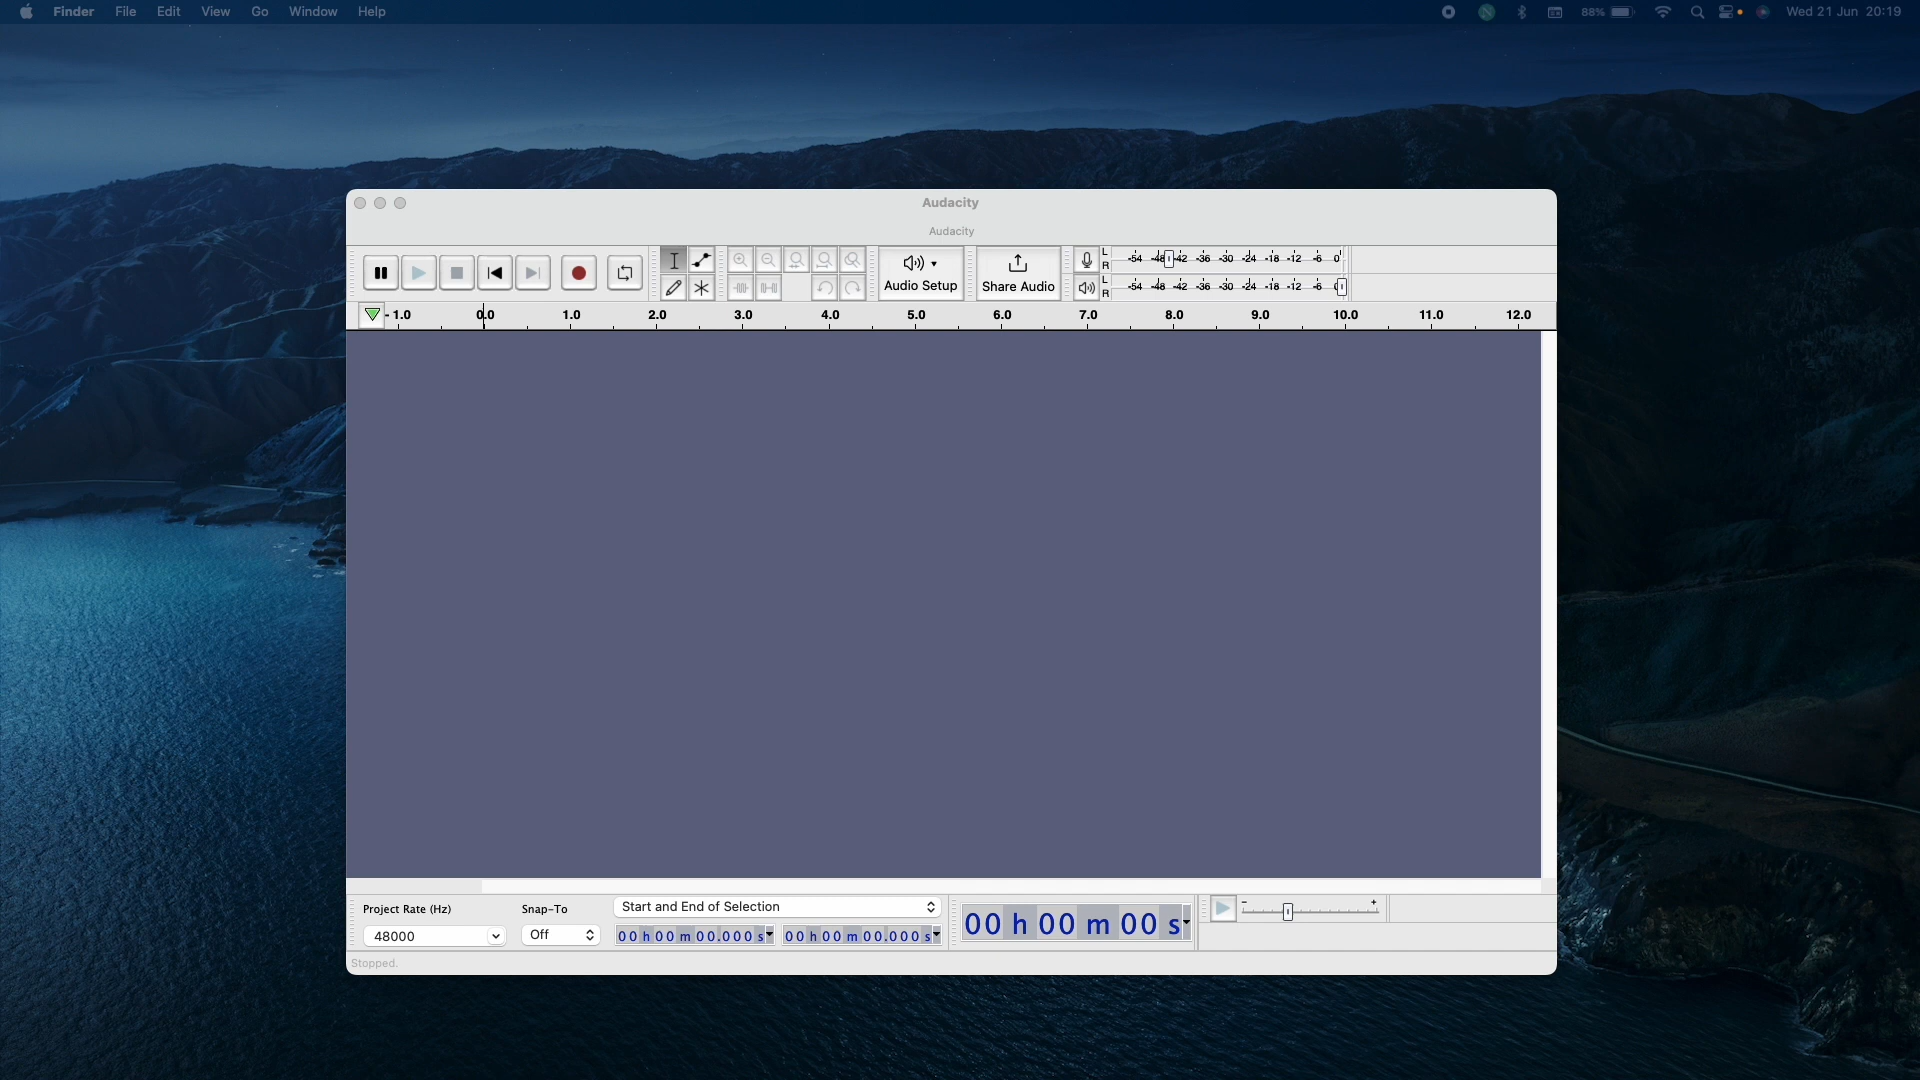 Finder File Edit View Go Window Help 88% Wed 21 Jun 20:19
Audacity
Audacity
Audio Setup
Share Audio
L
R
-54 -48 -42 -36 -30 -24 -18 -12 -6 0
L
R
-54 -48 -42 -36 -30 -24 -18 -12 -6 0
-1.0 0.0 1.0 2.0 3.0 4.0 5.0 6.0 7.0 8.0 9.0 10.0 11.0 12.0
Project Rate (Hz) Snap-To Start and End of Selection
48000 Off 00 h 00 m 00.000 s 00 h 00 m 00.000 s
00 h 00 m 00 s
- +
Stopped.